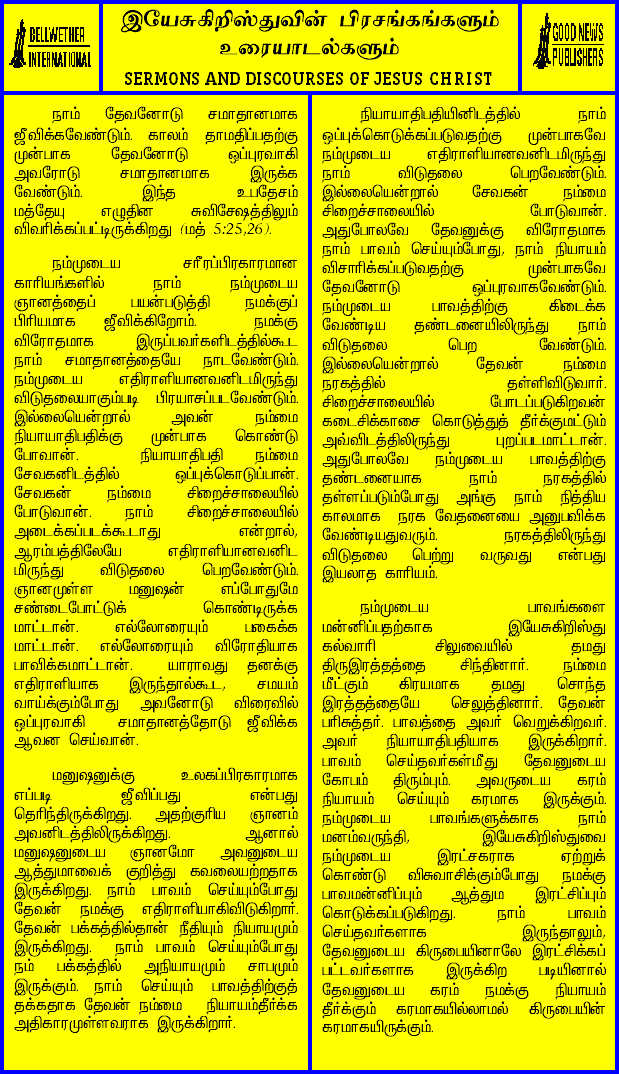 BELLWETHER
INTERNATIONAL
இயேசுகிறிஸ்துவின் பிரசங்கங்களும்
உரையாடல்களும்
SERMONS AND DISCOURSES OF JESUS CHRIST
GOOD NEWS
PUBLISHERS
நாம் தேவனோடு சமாதானமாக
ஜீவிக்கவேண்டும். காலம் தாமதிப்பதற்கு
முன்பாக தேவனோடு ஒப்புரவாகி
அவரோடு சமாதானமாக இருக்க
வேண்டும். இந்த உபதேசம்
மத்தேயு எழுதின சுவிசேஷத்திலும்
விவரிக்கப்பட்டிருக்கிறது (மத் 5:25,26).
நம்முடைய சரீரப்பிரகாரமான
காரியங்களில் நாம் நம்முடைய
ஞானத்தைப் பயன்படுத்தி நமக்குப்
பிரியமாக ஜீவிக்கிறோம். நமக்கு
விரோதமாக இருப்பவர்களிடத்தில்கூட
நாம் சமாதானத்தையே நாடவேண்டும்.
நம்முடைய எதிராளியானவனிடமிருந்து
விடுதலையாகும்படி பிரயாசப்படவேண்டும்.
இல்லையென்றால் அவன் நம்மை
நியாயாதிபதிக்கு முன்பாக கொண்டு
போவான். நியாயாதிபதி நம்மை
சேவகனிடத்தில் ஒப்புக்கொடுப்பான்.
சேவகன் நம்மை சிறைச்சாலையில்
போடுவான். நாம் சிறைச்சாலையில்
அடைக்கப்படக்கூடாது என்றால்,
ஆரம்பத்திலேயே எதிராளியானவனிட
மிருந்து விடுதலை பெறவேண்டும்.
ஞானமுள்ள மனுஷன் எப்போதுமே
சண்டைபோட்டுக் கொண்டிருக்க
மாட்டான். எல்லோரையும் பகைக்க
மாட்டான். எல்லோரையும் விரோதியாக
பாவிக்கமாட்டான். யாராவது தனக்கு
எதிராளியாக இருந்தால்கூட, சமயம்
வாய்க்கும்போது அவனோடு விரைவில்
ஒப்புரவாகி சமாதானத்தோடு ஜீவிக்க
ஆவன செய்வான்.
மனுஷனுக்கு உலகப்பிரகாரமாக
எப்படி ஜீவிப்பது என்பது
தெரிந்திருக்கிறது. அதற்குரிய ஞானம்
அவனிடத்திலிருக்கிறது. ஆனால்
மனுஷனுடைய ஞானமோ அவனுடைய
ஆத்துமாவைக் குறித்து கவலையற்றதாக
இருக்கிறது. நாம் பாவம் செய்யும்போது
தேவன் நமக்கு எதிராளியாகிவிடுகிறார்.
தேவன் பக்கத்தில்தான் நீதியும் நியாயமும்
இருக்கிறது. நாம் பாவம் செய்யும்போது
நம் பக்கத்தில் அநியாயமும் சாபமும்
இருக்கும். நாம் செய்யும் பாவத்திற்குத்
தக்கதாக தேவன் நம்மை நியாயம்தீர்க்க
அதிகாரமுள்ளவராக இருக்கிறார்.
நியாயாதிபதியினிடத்தில் நாம்
ஒப்புக்கொடுக்கப்படுவதற்கு முன்பாகவே
நம்முடைய எதிராளியானவனிடமிருந்து
நாம் விடுதலை பெறவேண்டும்.
இல்லையென்றால் சேவகன் நம்மை
சிறைச்சாலையில் போடுவான்.
அதுபோலவே தேவனுக்கு விரோதமாக
நாம் பாவம் செய்யும்போது, நாம் நியாயம்
விசாரிக்கப்படுவதற்கு முன்பாகவே
தேவனோடு ஒப்புரவாகவேண்டும்.
நம்முடைய பாவத்திற்கு கிடைக்க
வேண்டிய தண்டனையிலிருந்து நாம்
விடுதலை பெற வேண்டும்.
இல்லையென்றால் தேவன் நம்மை
நரகத்தில் தள்ளிவிடுவார்.
சிறைச்சாலையில் போடப்படுகிறவன்
கடைசிக்காசை கொடுத்துத் தீர்க்குமட்டும்
அவ்விடத்திலிருந்து புறப்படமாட்டான்.
அதுபோலவே நம்முடைய பாவத்திற்கு
தண்டனையாக நாம் நரகத்தில்
தள்ளப்படும்போது அங்கு நாம் நித்திய
காலமாக நரக வேதனையை அனுபவிக்க
வேண்டியதுவரும். நரகத்திலிருந்து
விடுதலை பெற்று வருவது என்பது
இயலாத காரியம்.
நம்முடைய பாவங்களை
மன்னிப்பதற்காக இயேசுகிறிஸ்து
கல்வாரி சிலுவையில் தமது
திருஇரத்தத்தை சிந்தினார். நம்மை
மீட்கும் கிரயமாக தமது சொந்த
இரத்தத்தையே செலுத்தினார். தேவன்
பரிசுத்தர். பாவத்தை அவர் வெறுக்கிறவர்.
அவர் நியாயாதிபதியாக இருக்கிறார்.
பாவம் செய்தவர்கள்மீது தேவனுடைய
கோபம் திரும்பும். அவருடைய கரம்
நியாயம் செய்யும் கரமாக இருக்கும்.
நம்முடைய பாவங்களுக்காக நாம்
மனம்வருந்தி, இயேசுகிறிஸ்துவை
நம்முடைய இரட்சகராக ஏற்றுக்
கொண்டு விசுவாசிக்கும்போது நமக்கு
பாவமன்னிப்பும் ஆத்தும இரட்சிப்பும்
கொடுக்கப்படுகிறது. நாம் பாவம்
செய்தவர்களாக இருந்தாலும்,
தேவனுடைய கிருபையினாலே இரட்சிக்கப்
பட்டவர்களாக இருக்கிற படியினால்
தேவனுடைய கரம் நமக்கு நியாயம்
தீர்க்கும் கரமாகயில்லாமல் கிருபையின்
கரமாகயிருக்கும்.